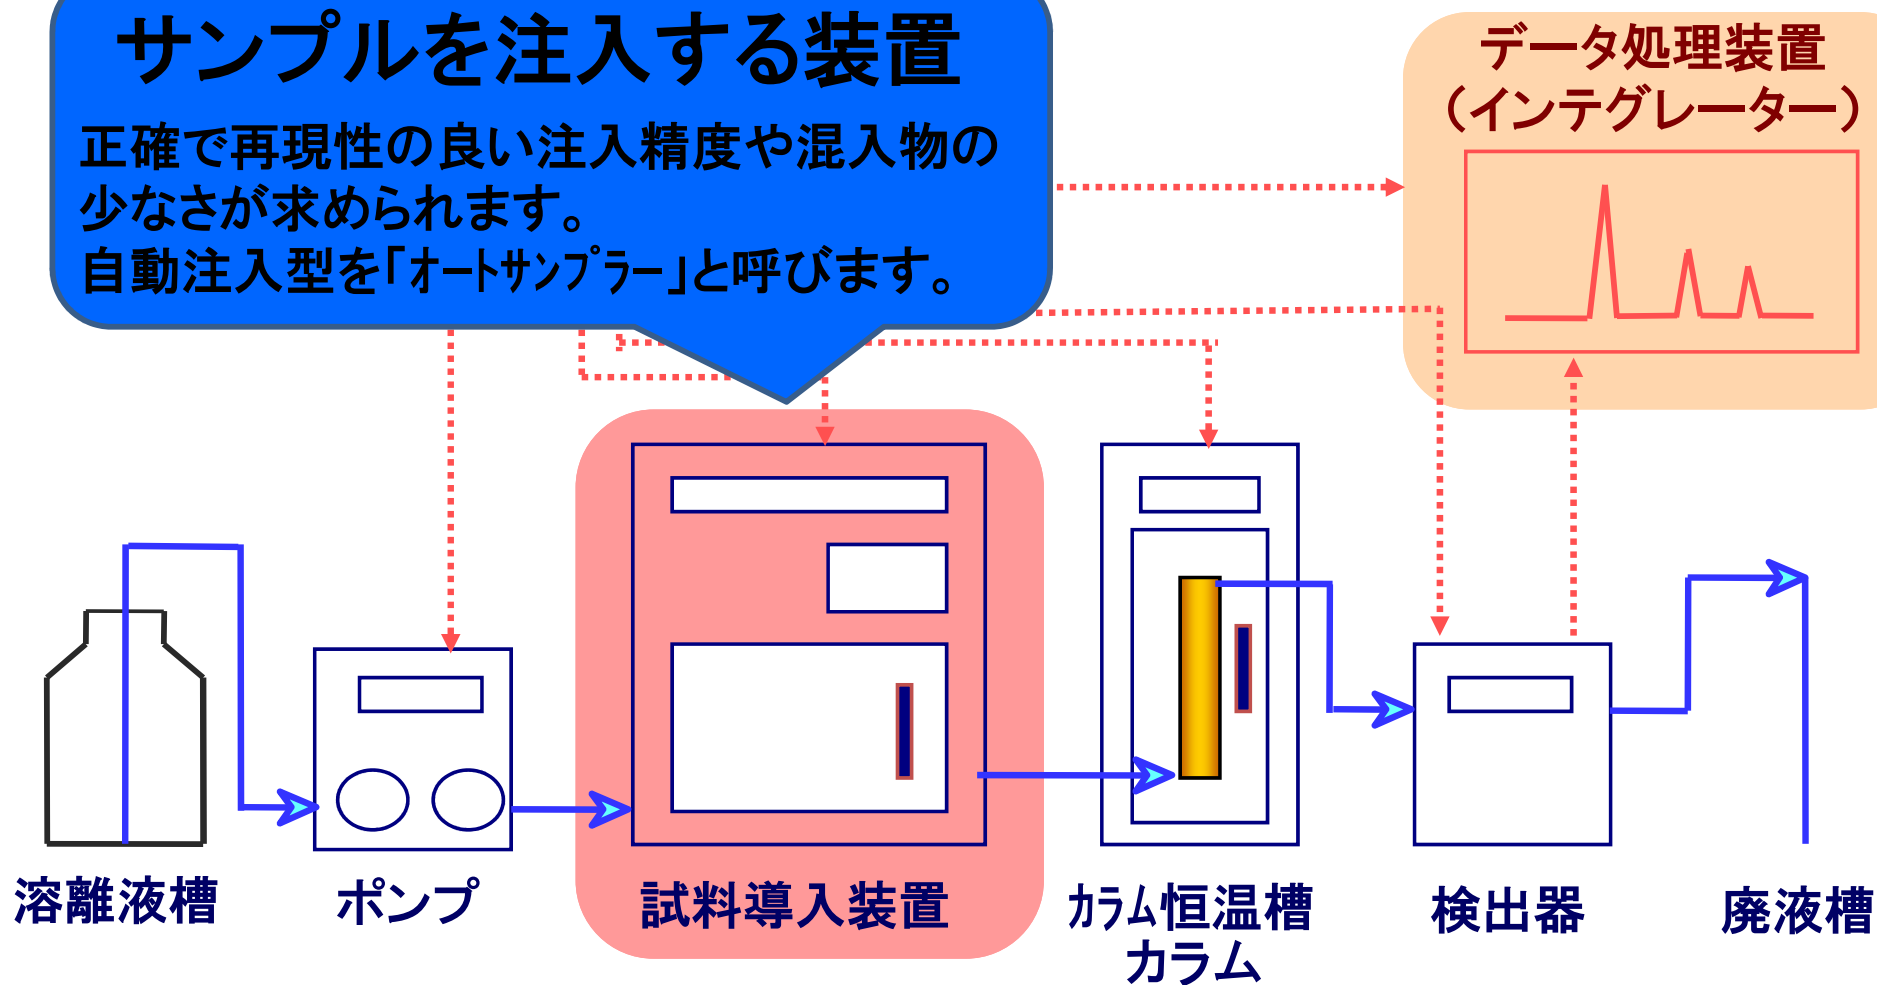 サンプルを注入する装置
正確で再現性の良い注入精度や混入物の
少なさが求められます。
自動注入型を｢ｵｰﾄｻﾝﾌﾟﾗｰ｣と呼びます。
データ処理装置
（インテグレーター）
溶離液槽
ポンプ
試料導入装置
ｶﾗﾑ恒温槽
カラム
検出器
廃液槽